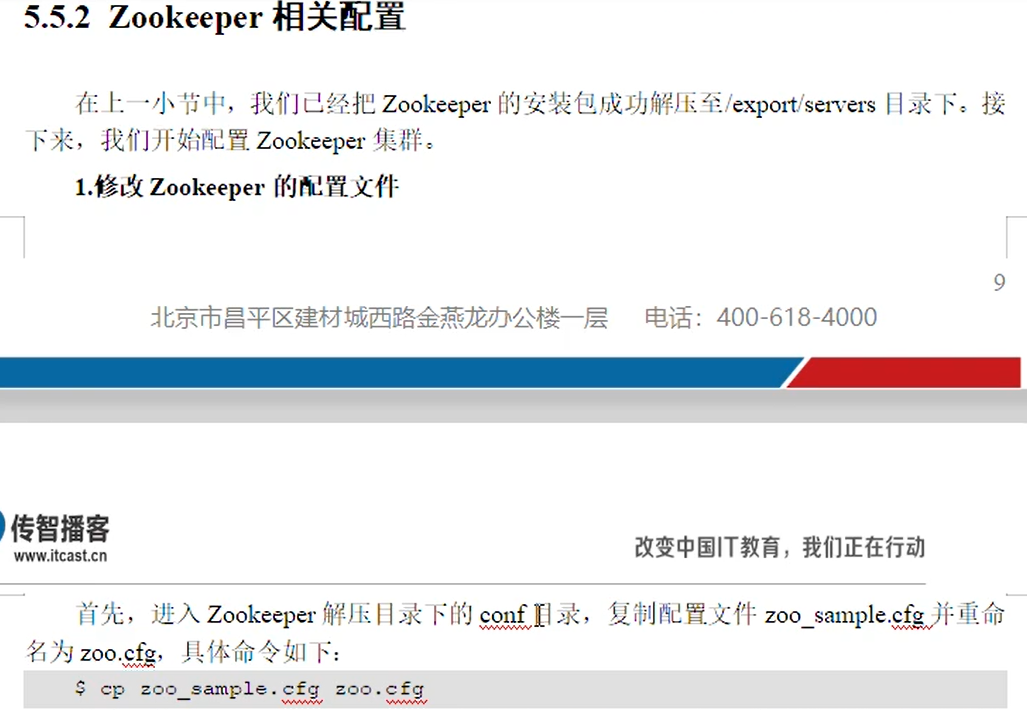 5.5.2 Zookeeper 相关配置
在上一小节中，我们已经把 Zookeeper 的安装包成功解压至/export/servers 目录下。接
下来，我们开始配置 Zookeeper 集群。
1.修改 Zookeeper 的配置文件
9
北京市昌平区建材城西路金燕龙办公楼一层 电话：400-618-4000
传智播客
www.itcast.cn
改变中国IT教育，我们正在行动
首先，进入 Zookeeper 解压目录下的 conf 目录，复制配置文件 zoo_sample.cfg 并重命
名为 zoo.cfg，具体命令如下：
$ cp zoo_sample.cfg zoo.cfg